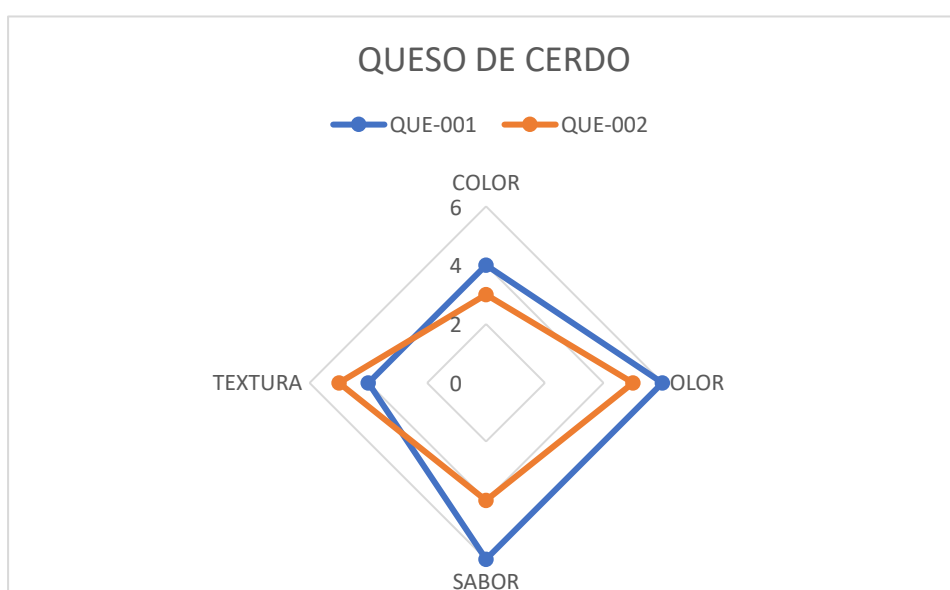 QUESO DE CERDO
QUE-001 QUE-002
COLOR
6
4
2
TEXTURA 0 OLOR
SABOR